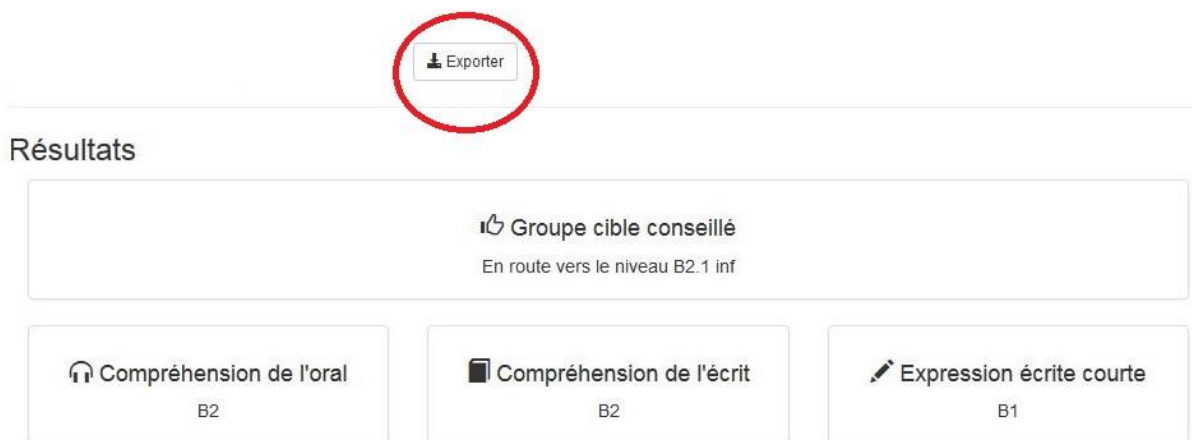 Exporter
Résultats
Groupe cible conseillé
En route vers le niveau B2.1 inf
Compréhension de l'oral
B2
Compréhension de l'écrit
B2
Expression écrite courte
B1